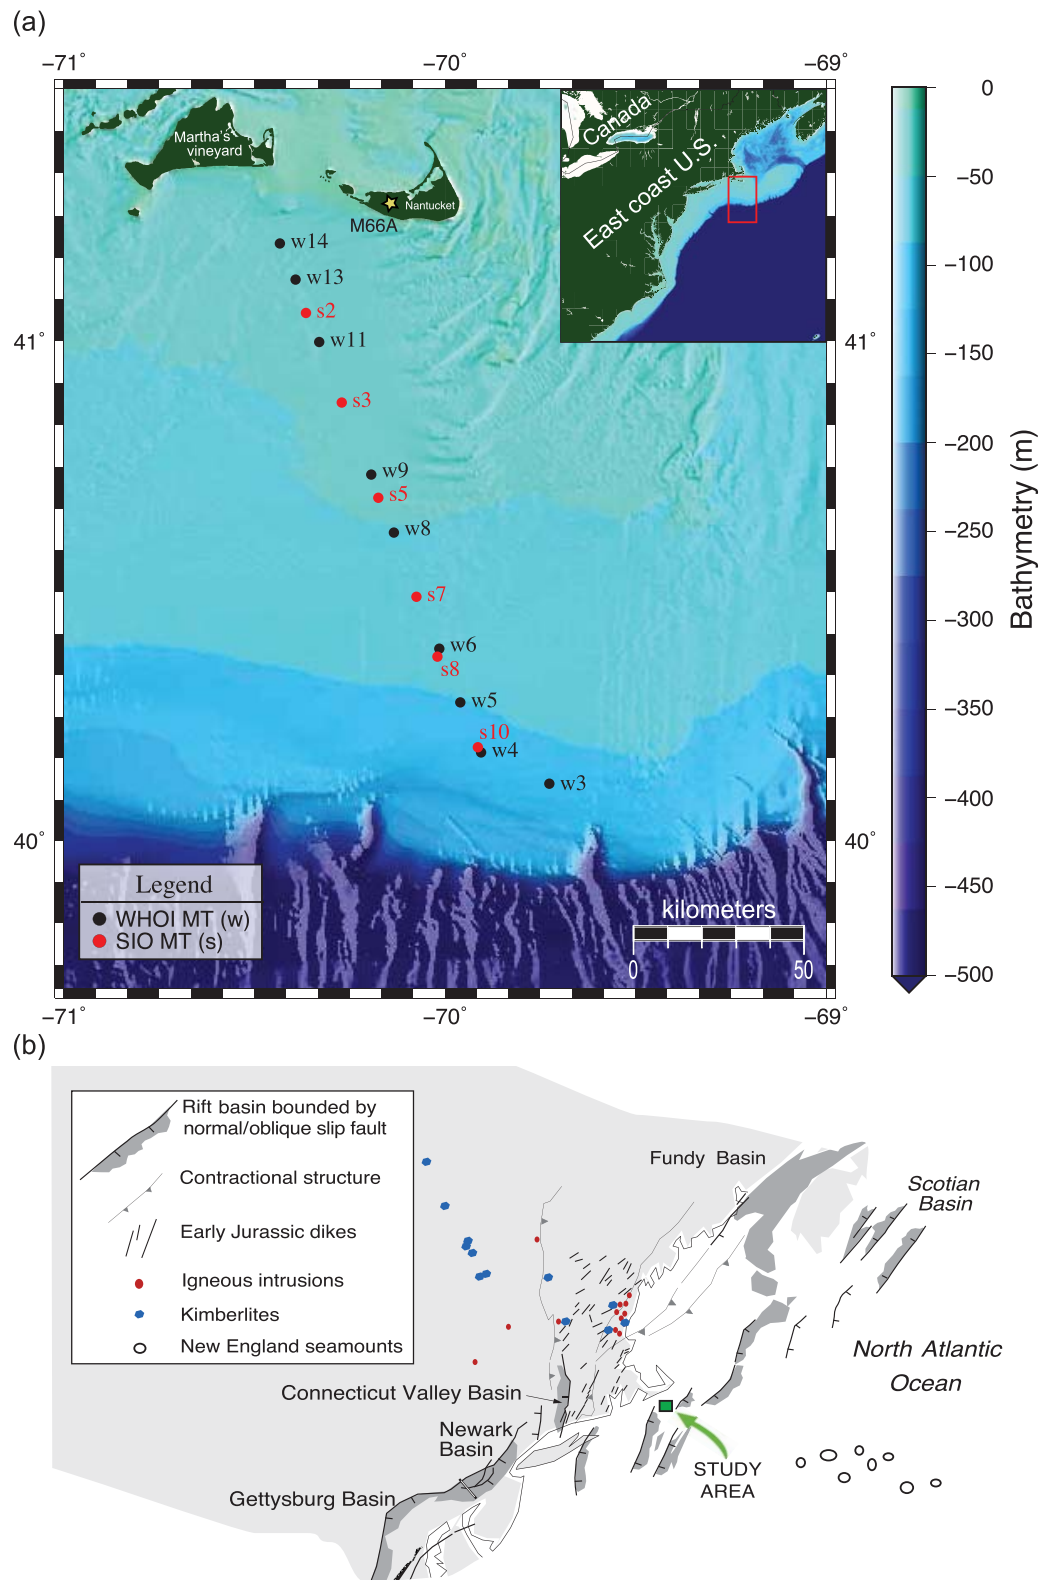 (a)
−71°
−70°
−69°
Martha's
vineyard
Nantucket
M66A
w14
w13
s2
w11
s3
w9
s5
w8
s7
w6
s8
w5
s10
w4
w3
Canada
East coast U.S.
41°
41°
40°
40°
Legend
WHOI MT (w)
SIO MT (s)
kilometers
0
50
−71°
−70°
−69°
0
−50
−100
−150
−200
−250
−300
−350
−400
−450
−500
Bathymetry (m)
(b)
Rift basin bounded by
normal/oblique slip fault
Contractional structure
Early Jurassic dikes
Igneous intrusions
Kimberlites
New England seamounts
Fundy Basin
Scotian
Basin
North Atlantic
Ocean
Connecticut Valley Basin
Newark
Basin
Gettysburg Basin
STUDY
AREA